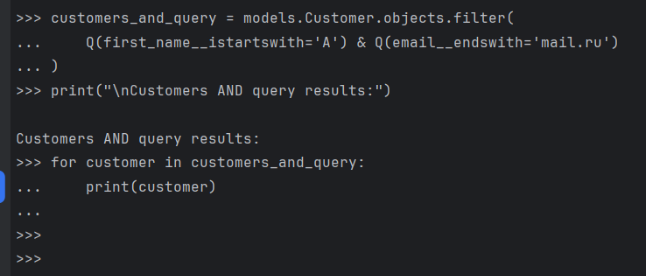 >>> customers_and_query = models.Customer.objects.filter(
...     Q(first_name__istartswith='A') & Q(email__endswith='mail.ru')
... )
>>> print("\nCustomers AND query results:")

Customers AND query results:
>>> for customer in customers_and_query:
...     print(customer)
...
>>>
>>>